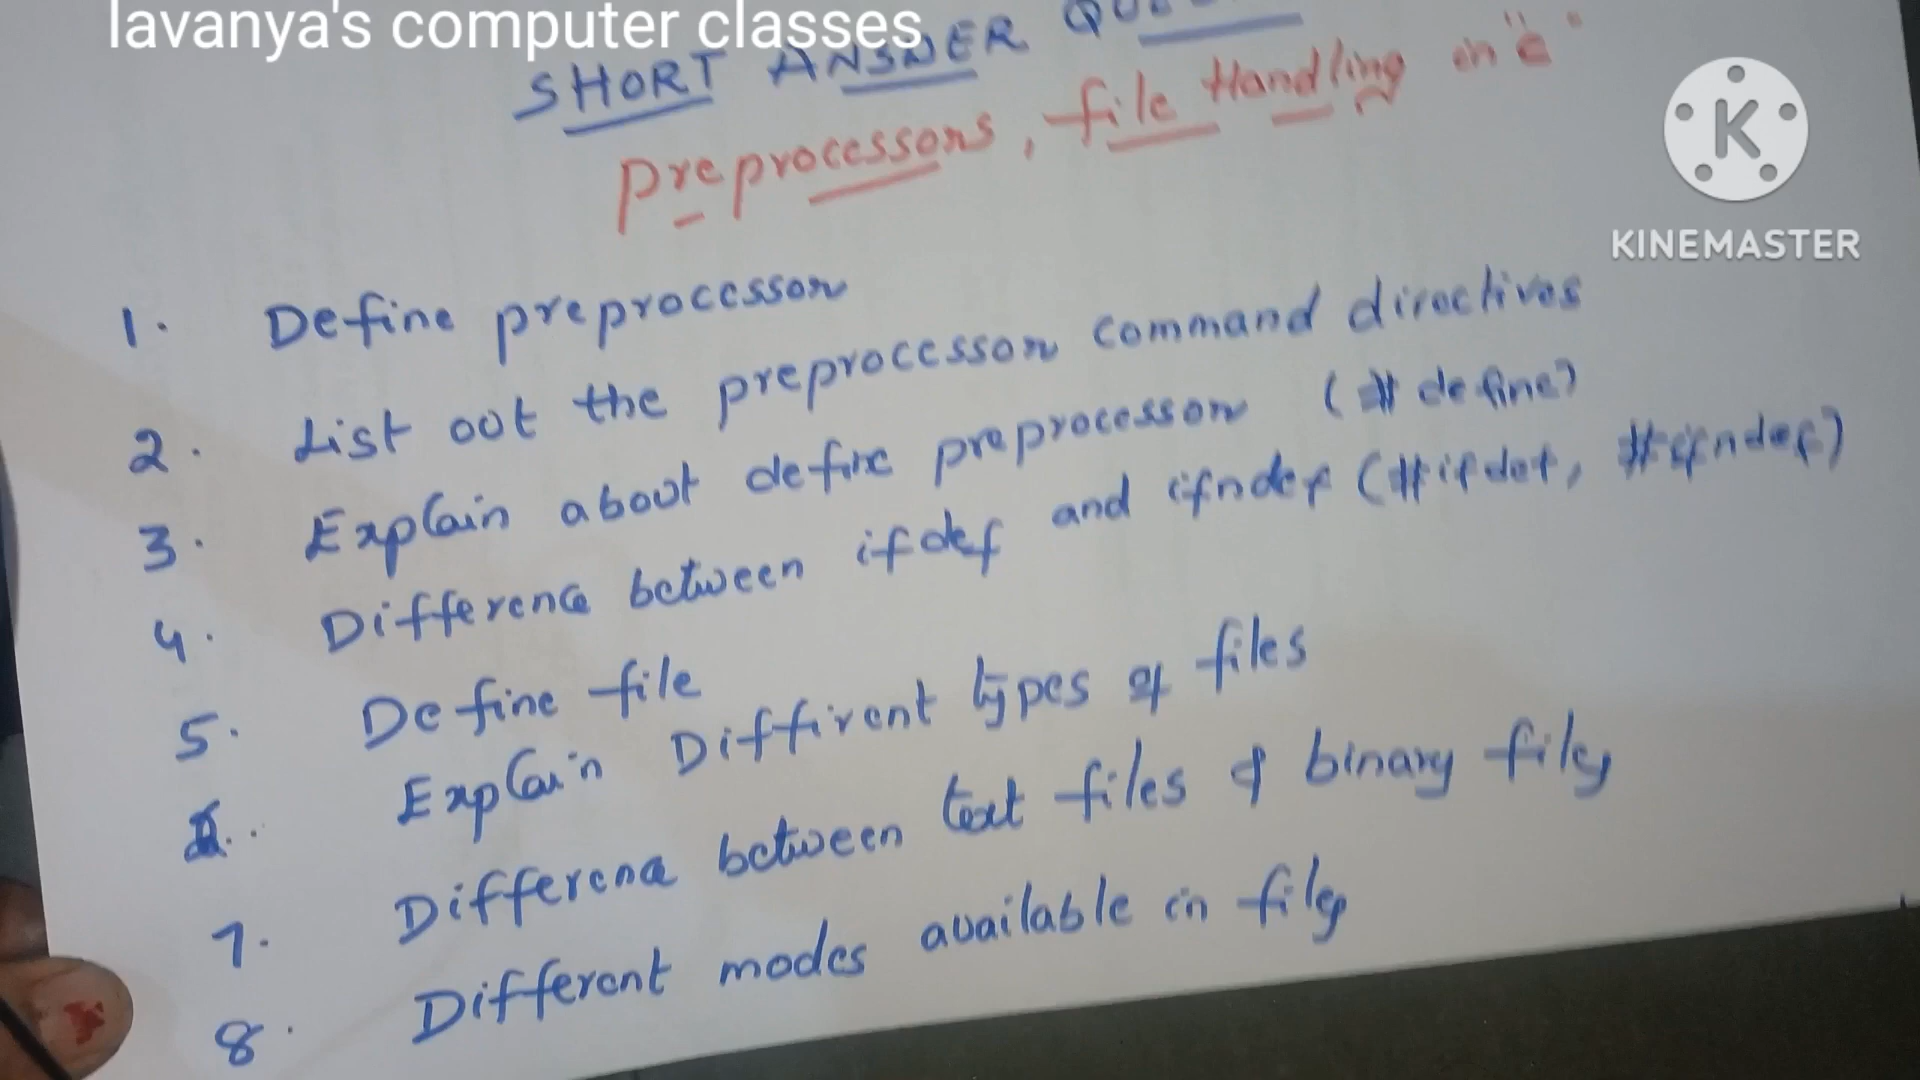 lavanya's computer classes
SHORT ANSWER
Preprocessors, file Handling in "c"
KINEMASTER
1. Define preprocessor
2. List out the preprocessor command directives
3. Explain about define preprocessor (#define)
4. Difference between ifdef and ifndef (#ifdef, #ifndef)
5. Define file
Explain Diffirent types of files
7. Difference between text files & binary files
8. Different modes available in files